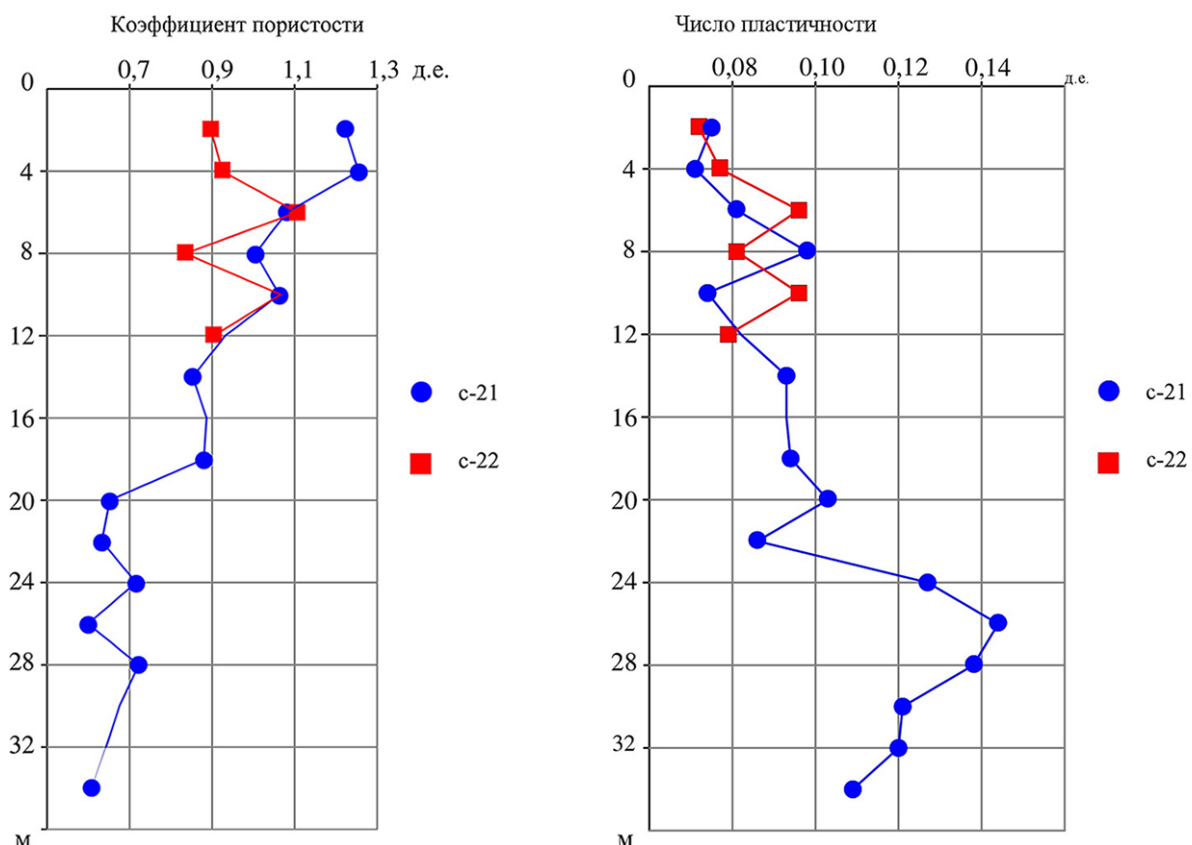 Коэффициент пористости
0 0,7 0,9 1,1 1,3 д.е.
4
8
12
16
20
24
28
32
м
с-21
с-22
Число пластичности
0 0,08 0,10 0,12 0,14 д.е.
4
8
12
16
20
24
28
32
м
с-21
с-22